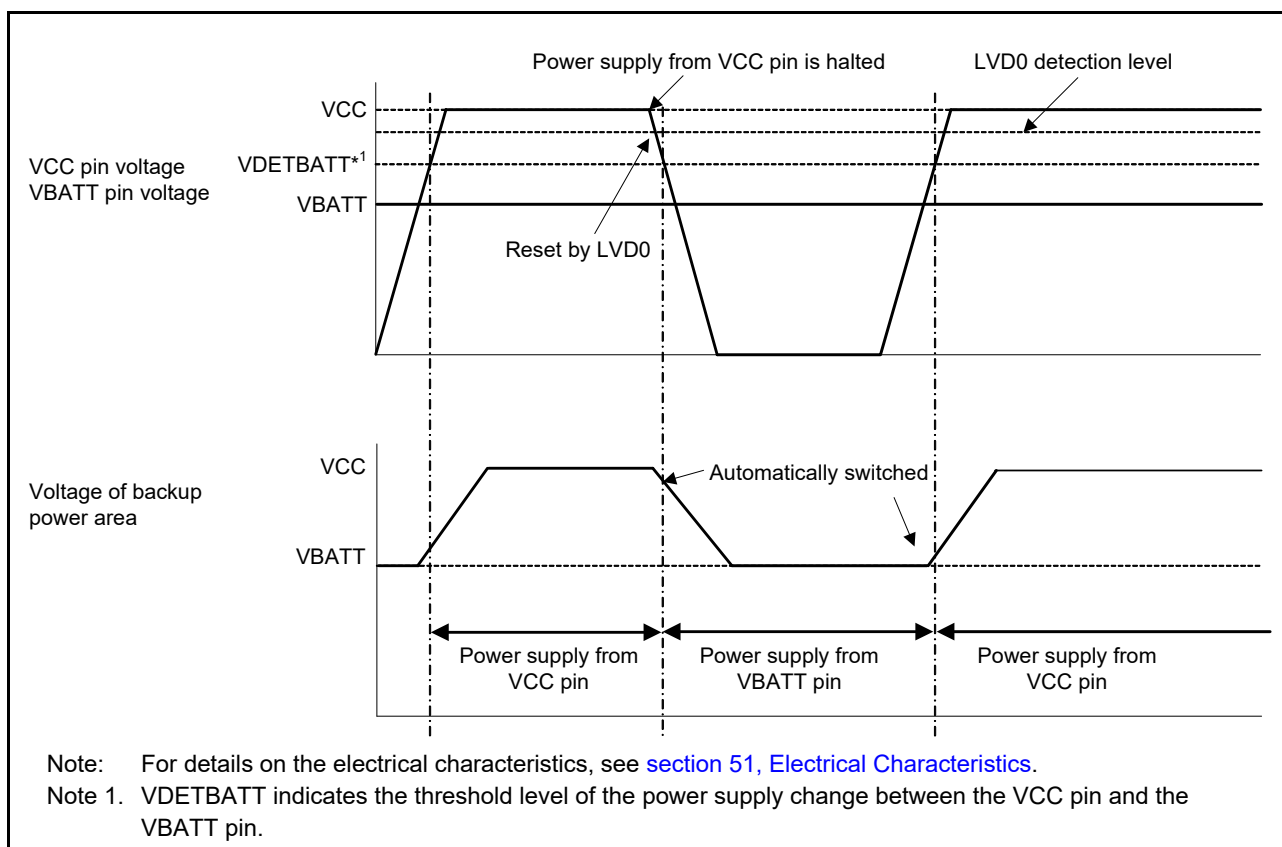 Power supply from VCC pin is halted
LVD0 detection level
VCC
VCC pin voltage
VBATT pin voltage
VDETBATT*1
VBATT
Reset by LVD0
VCC
Automatically switched
Voltage of backup
power area
VBATT
Power supply from
VCC pin
Power supply from
VBATT pin
Power supply from
VCC pin
Note: For details on the electrical characteristics, see section 51, Electrical Characteristics.
Note 1. VDETBATT indicates the threshold level of the power supply change between the VCC pin and the
VBATT pin.